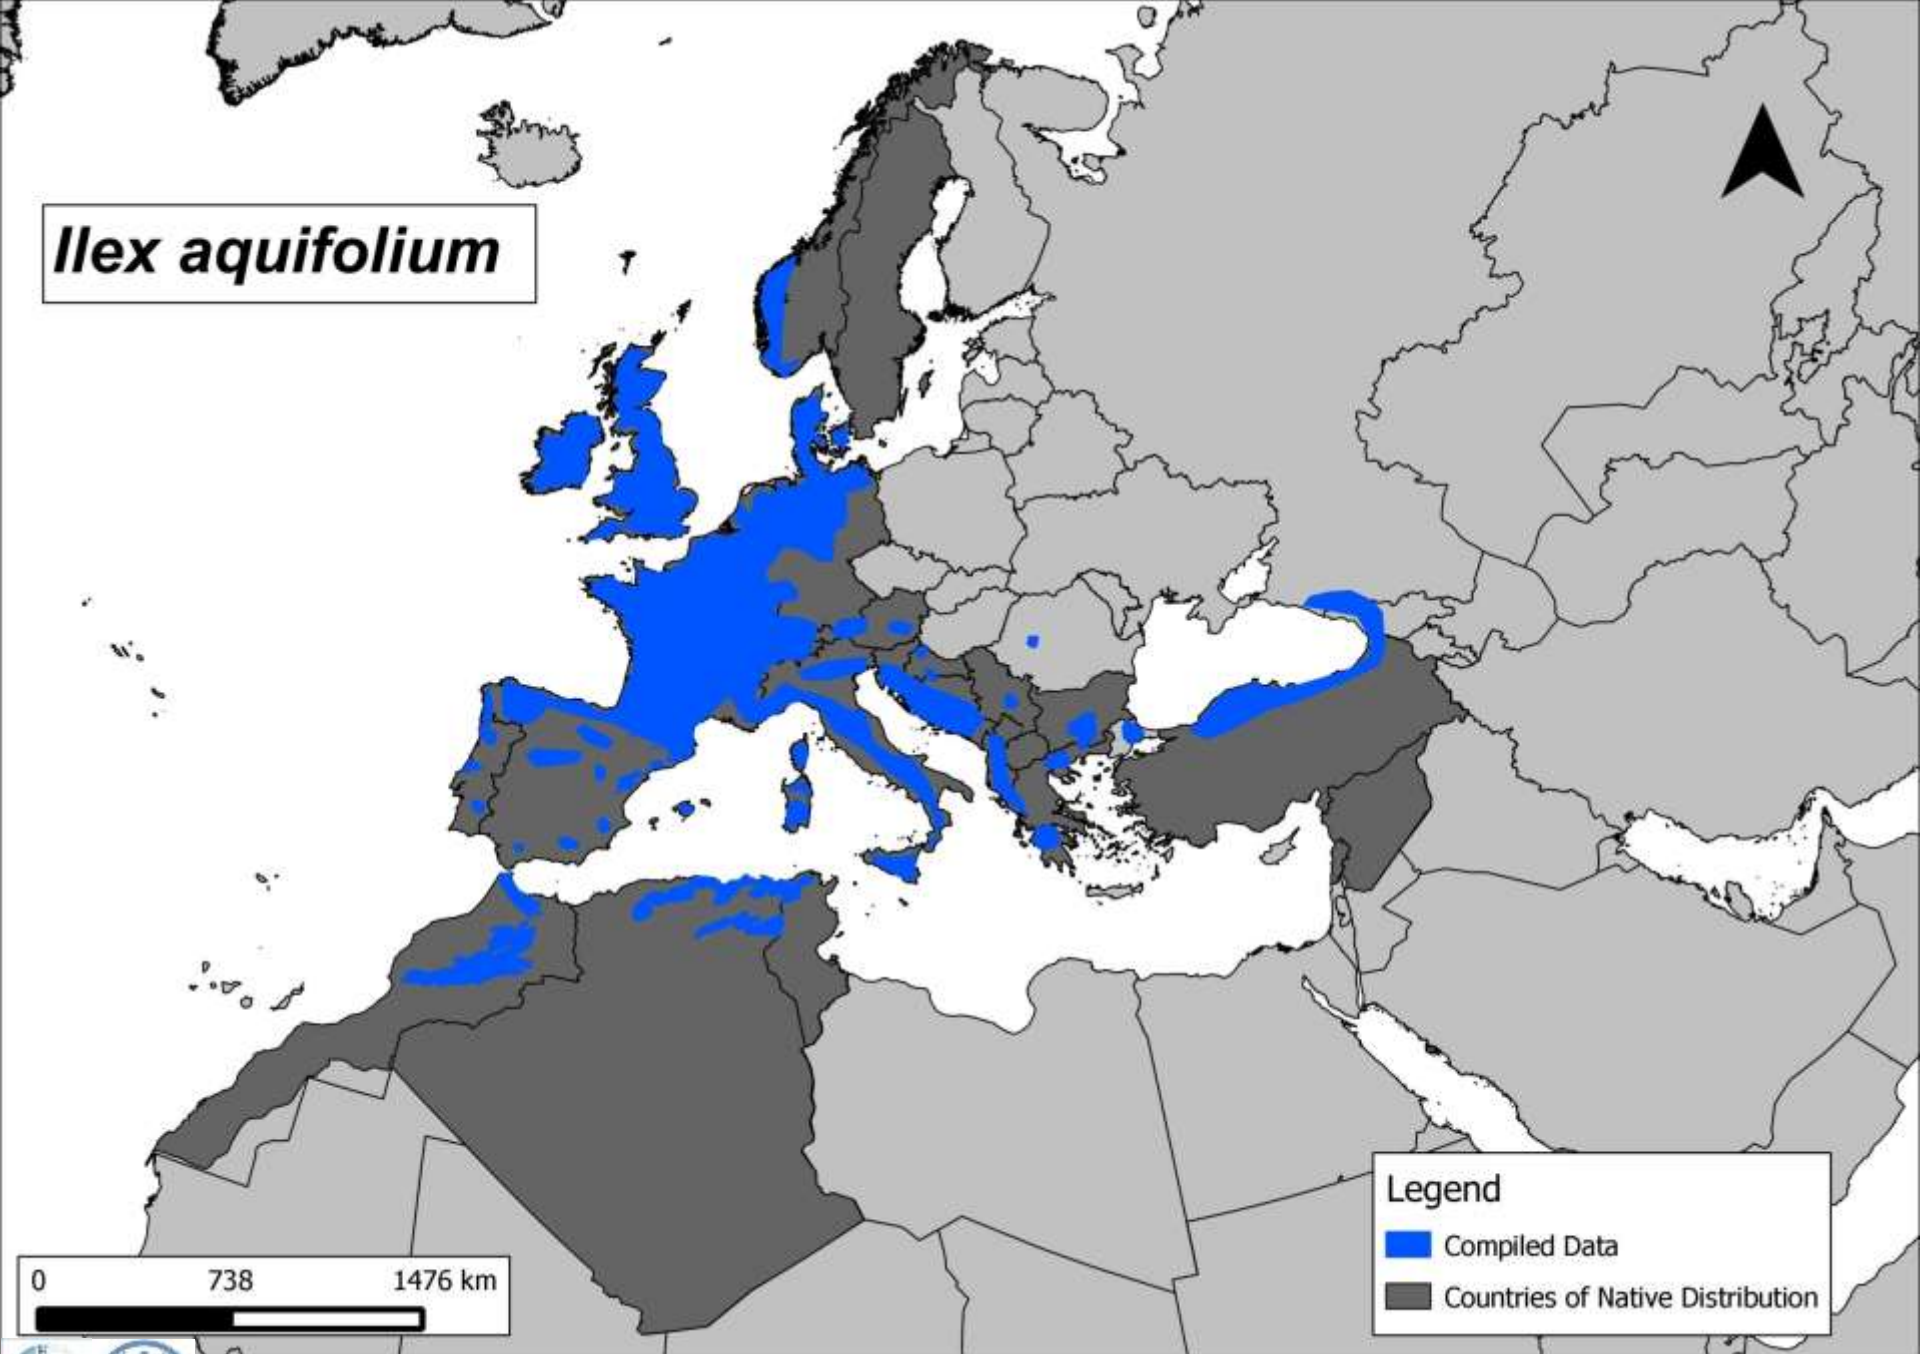 Ilex aquifolium
Legend
Compiled Data
Countries of Native Distribution
0 738 1476 km